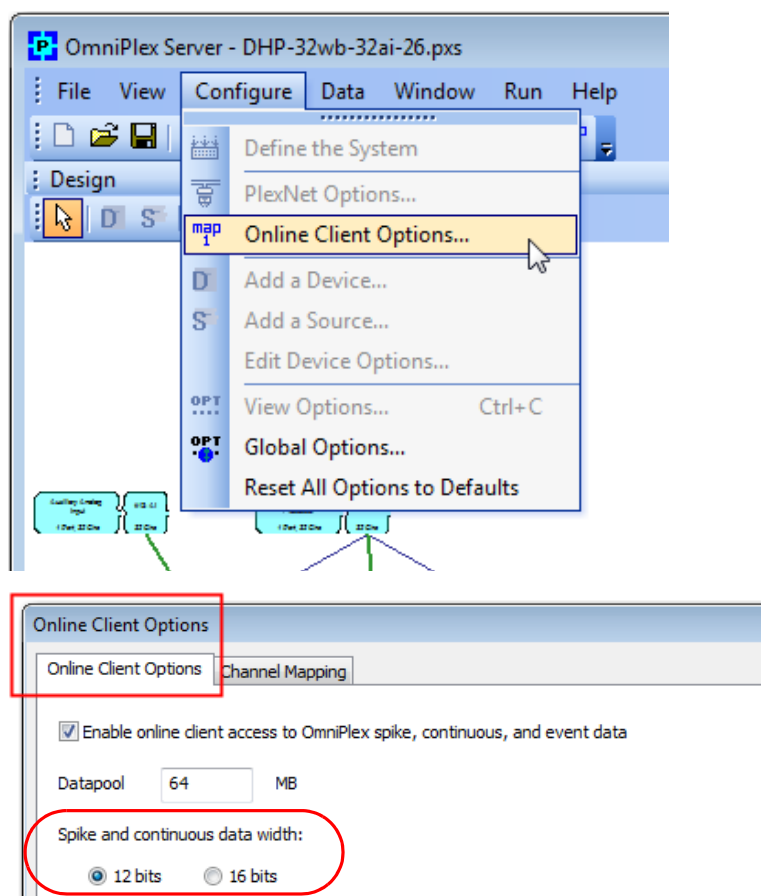 OmniPlex Server - DHP-32wb-32ai-26.pxs
File View Configure Data Window Run Help
Define the System
Design
PlexNet Options...
D S
map 1 Online Client Options...
D Add a Device...
S Add a Source...
Edit Device Options...
OPT View Options... Ctrl+C
OPT Global Options...
Reset All Options to Defaults
Auxiliary Analog
Input
Online Client Options
Online Client Options Channel Mapping
Enable online client access to OmniPlex spike, continuous, and event data
Datapool 64 MB
Spike and continuous data width:
12 bits 16 bits